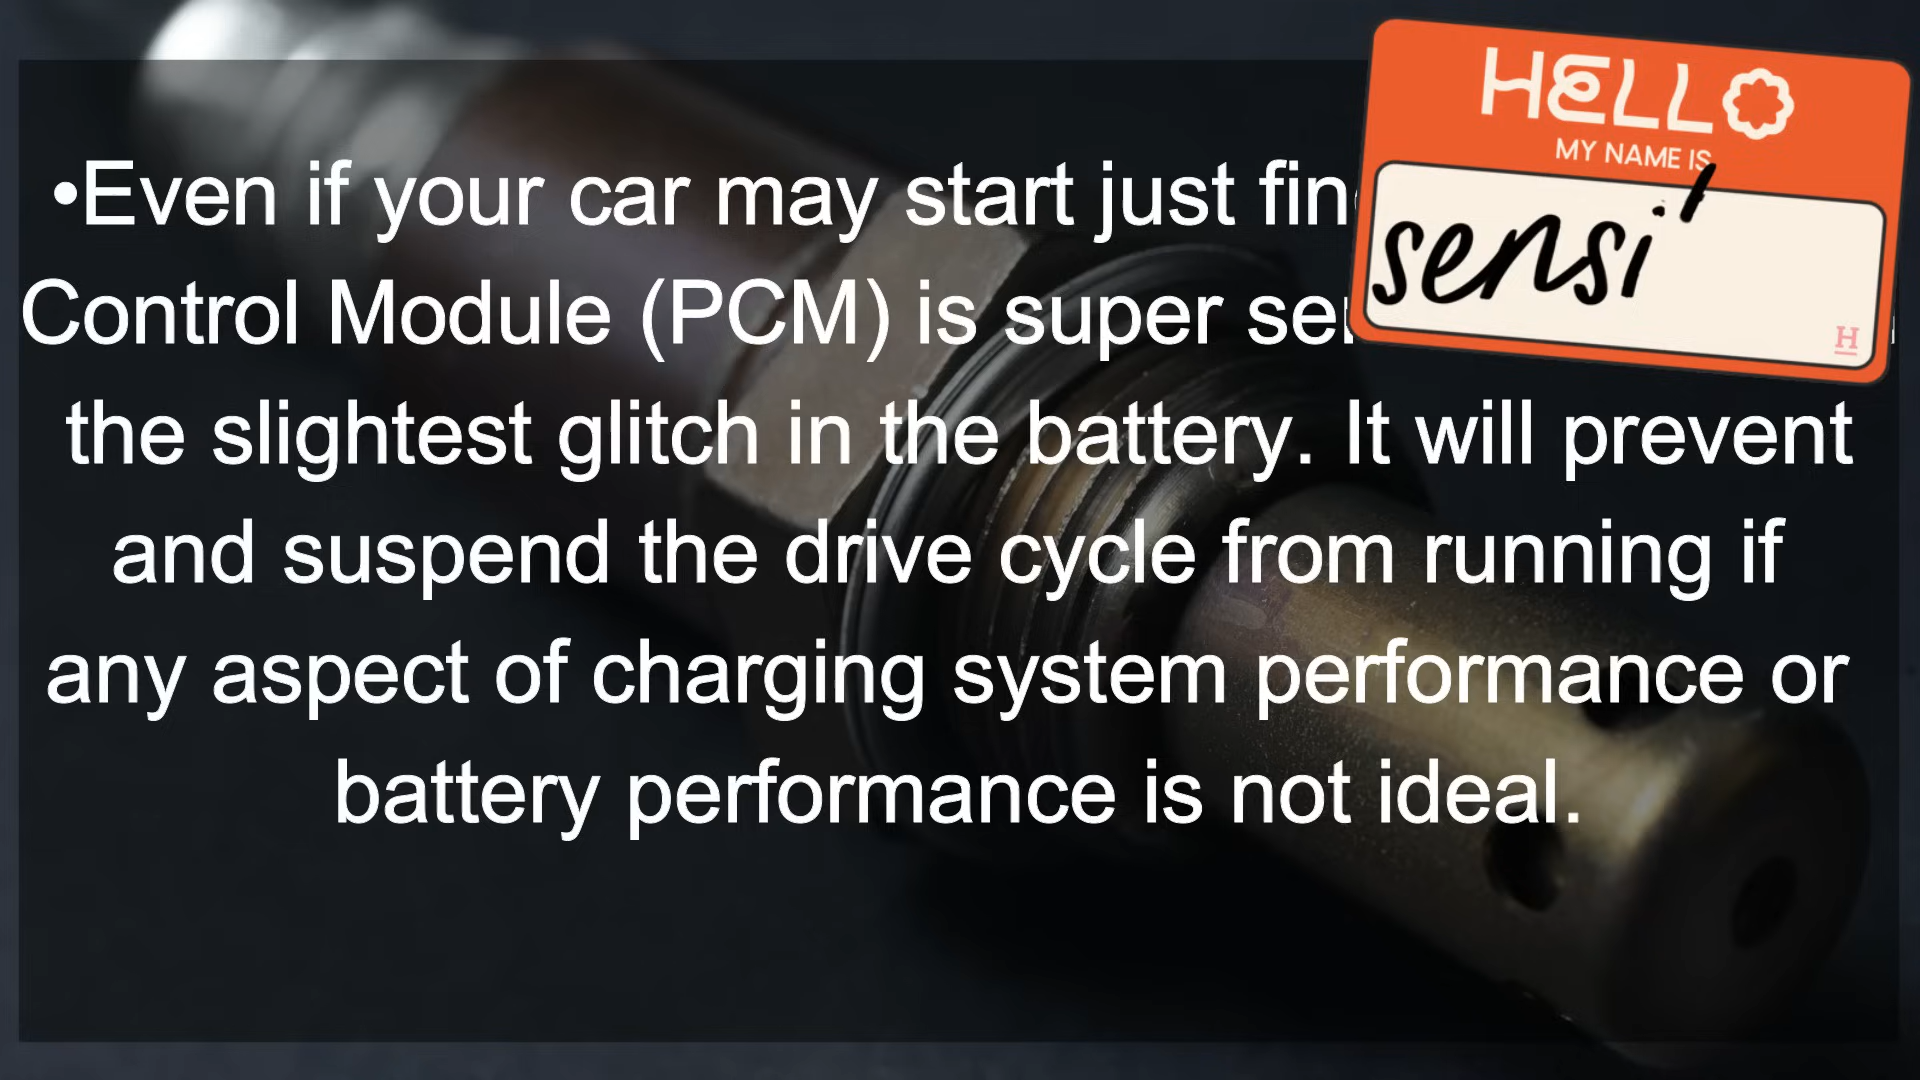 •Even if your car may start just fin
Control Module (PCM) is super se
the slightest glitch in the battery. It will prevent
and suspend the drive cycle from running if
any aspect of charging system performance or
battery performance is not ideal.
HELLO
MY NAME IS
sensi'
H